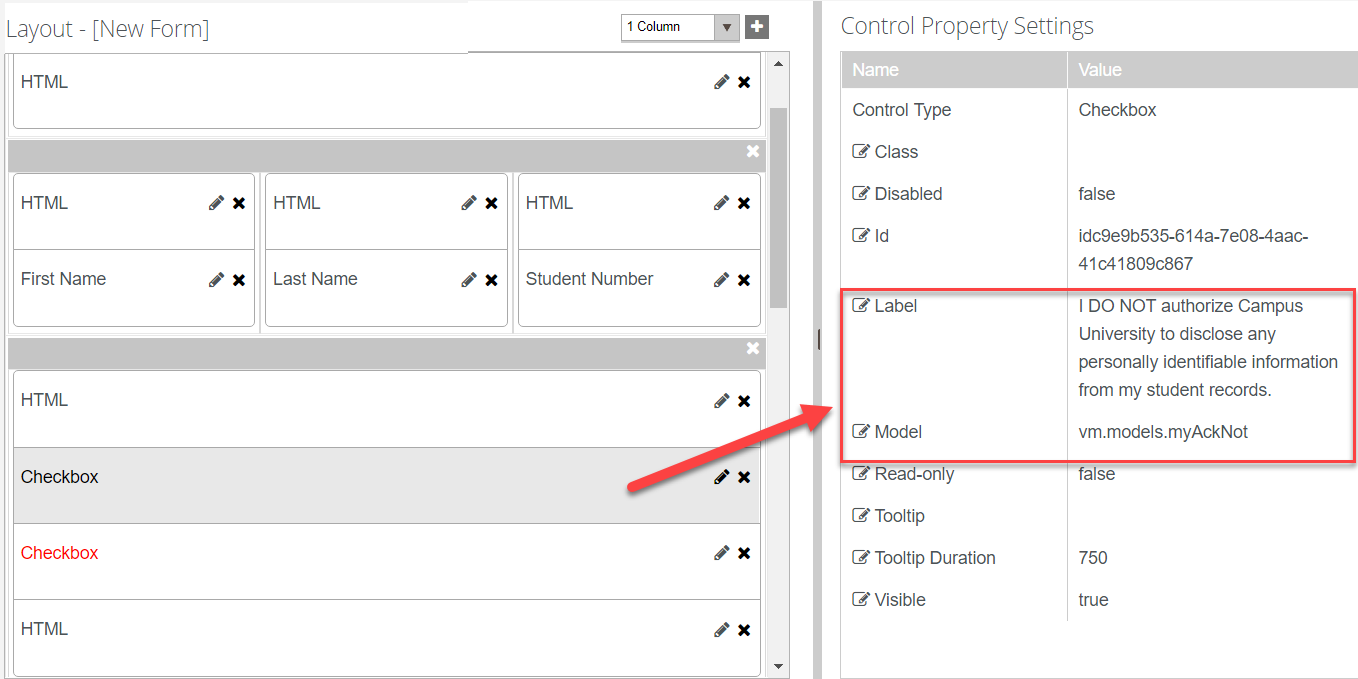 Layout - [New Form]
1 Column
HTML
HTML
HTML
HTML
First Name
Last Name
Student Number
HTML
Checkbox
Checkbox
HTML
Control Property Settings
Name Value
Control Type Checkbox
Class
Disabled false
Id idc9e9b535-614a-7e08-4aac-
41c41809c867
Label I DO NOT authorize Campus
University to disclose any
personally identifiable information
from my student records.
Model vm.models.myAckNot
Read-only false
Tooltip
Tooltip Duration 750
Visible true